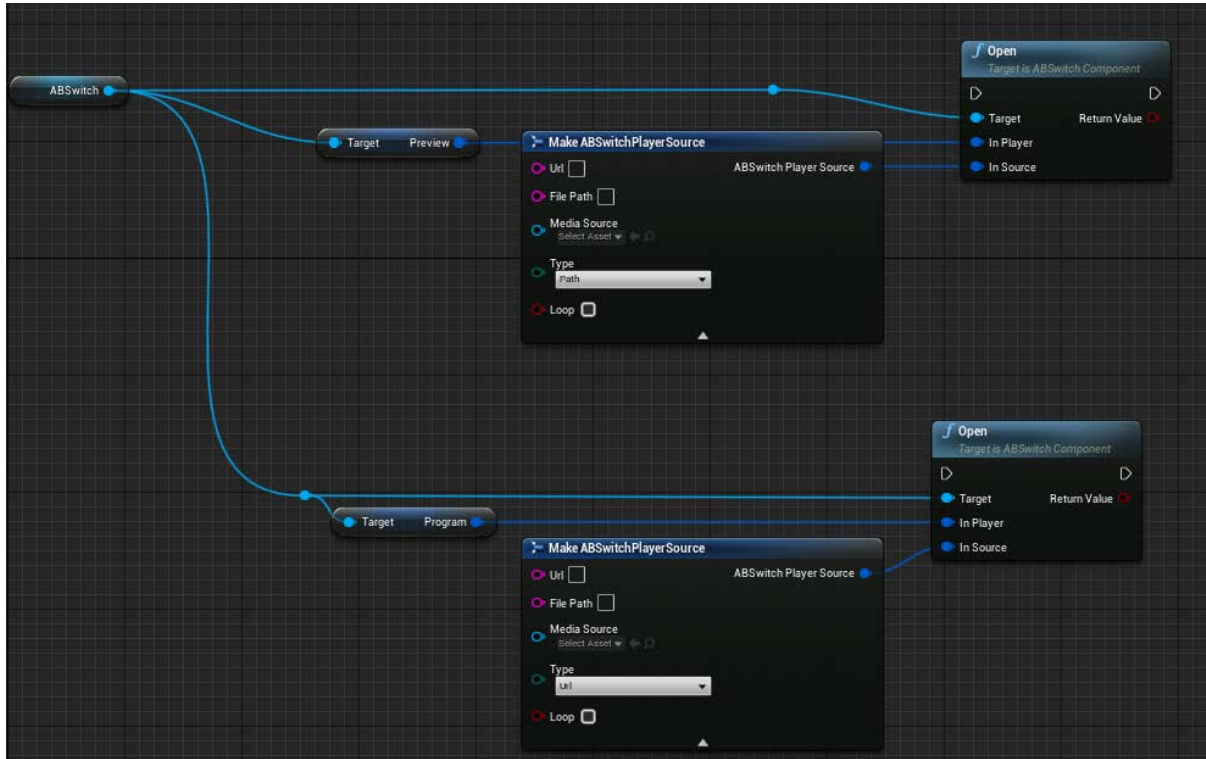 ABSwitch
Target Preview
Make ABSwitchPlayerSource
Url ABSwitch Player Source
File Path
Media Source
Select Asset
Type
Path
Loop
Open
Target is ABSwitch Component
Target Return Value
In Player
In Source
Target Program
Make ABSwitchPlayerSource
Url ABSwitch Player Source
File Path
Media Source
Select Asset
Type
Url
Loop
Open
Target is ABSwitch Component
Target Return Value
In Player
In Source